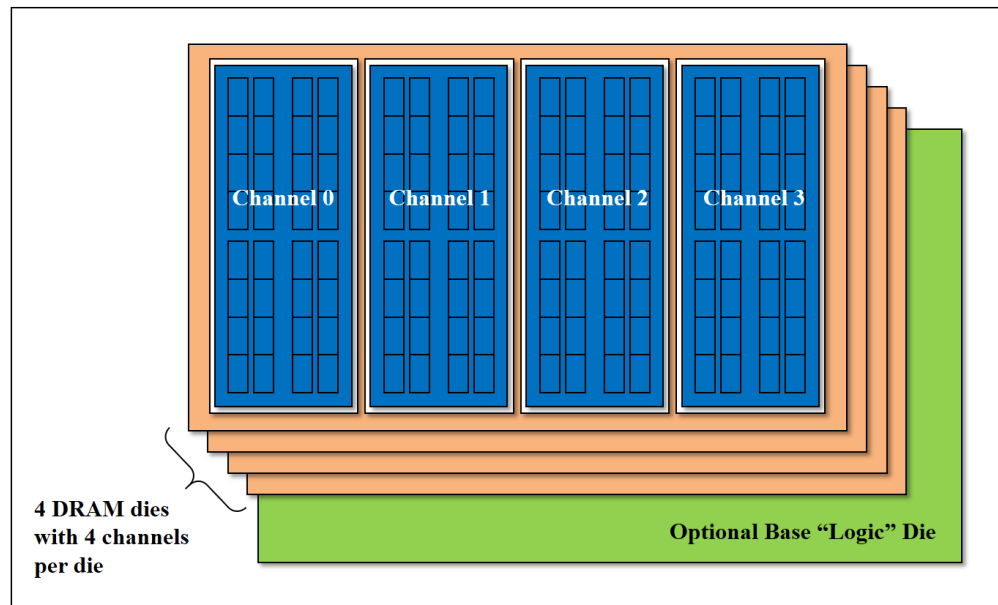 Channel 0
Channel 1
Channel 2
Channel 3
4 DRAM dies
with 4 channels
per die
Optional Base “Logic” Die